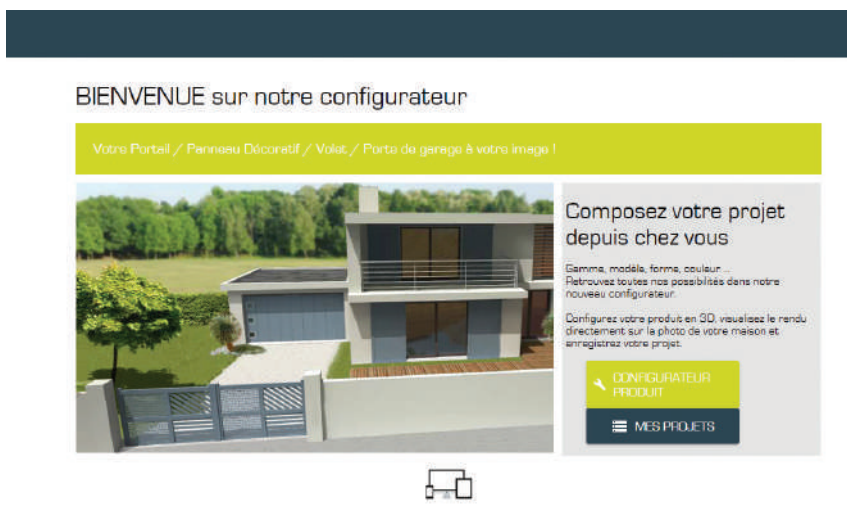 BIENVENUE sur notre configurateur
Votre Portail / Panneau Décoratif / Volet / Porte de garage à votre image !
Composez votre projet
depuis chez vous
Gamme, modèle, forme, couleur ...
Retrouvez toutes nos possibilités dans notre
nouveau configurateur.
Configurez votre produit en 3D, visualisez le rendu
directement sur la photo de votre maison et
enregistrez votre projet.
CONFIGURATEUR
PRODUIT
MES PROJETS